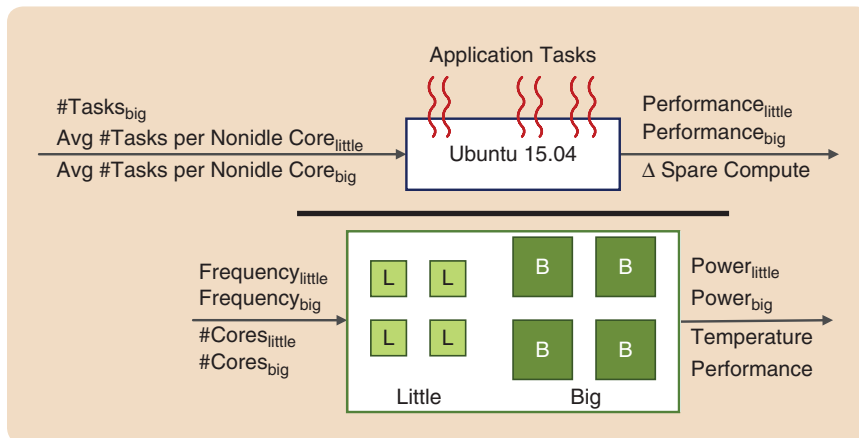 Application Tasks
#Tasksbig
Avg #Tasks per Nonidle Corelittle
Avg #Tasks per Nonidle Corebig
Ubuntu 15.04
Performancelittle
Performancebig
Δ Spare Compute
Frequencylittle
Frequencybig
#Coreslittle
#Coresbig
L L
L L
Little
B B
B B
Big
Powerlittle
Powerbig
Temperature
Performance